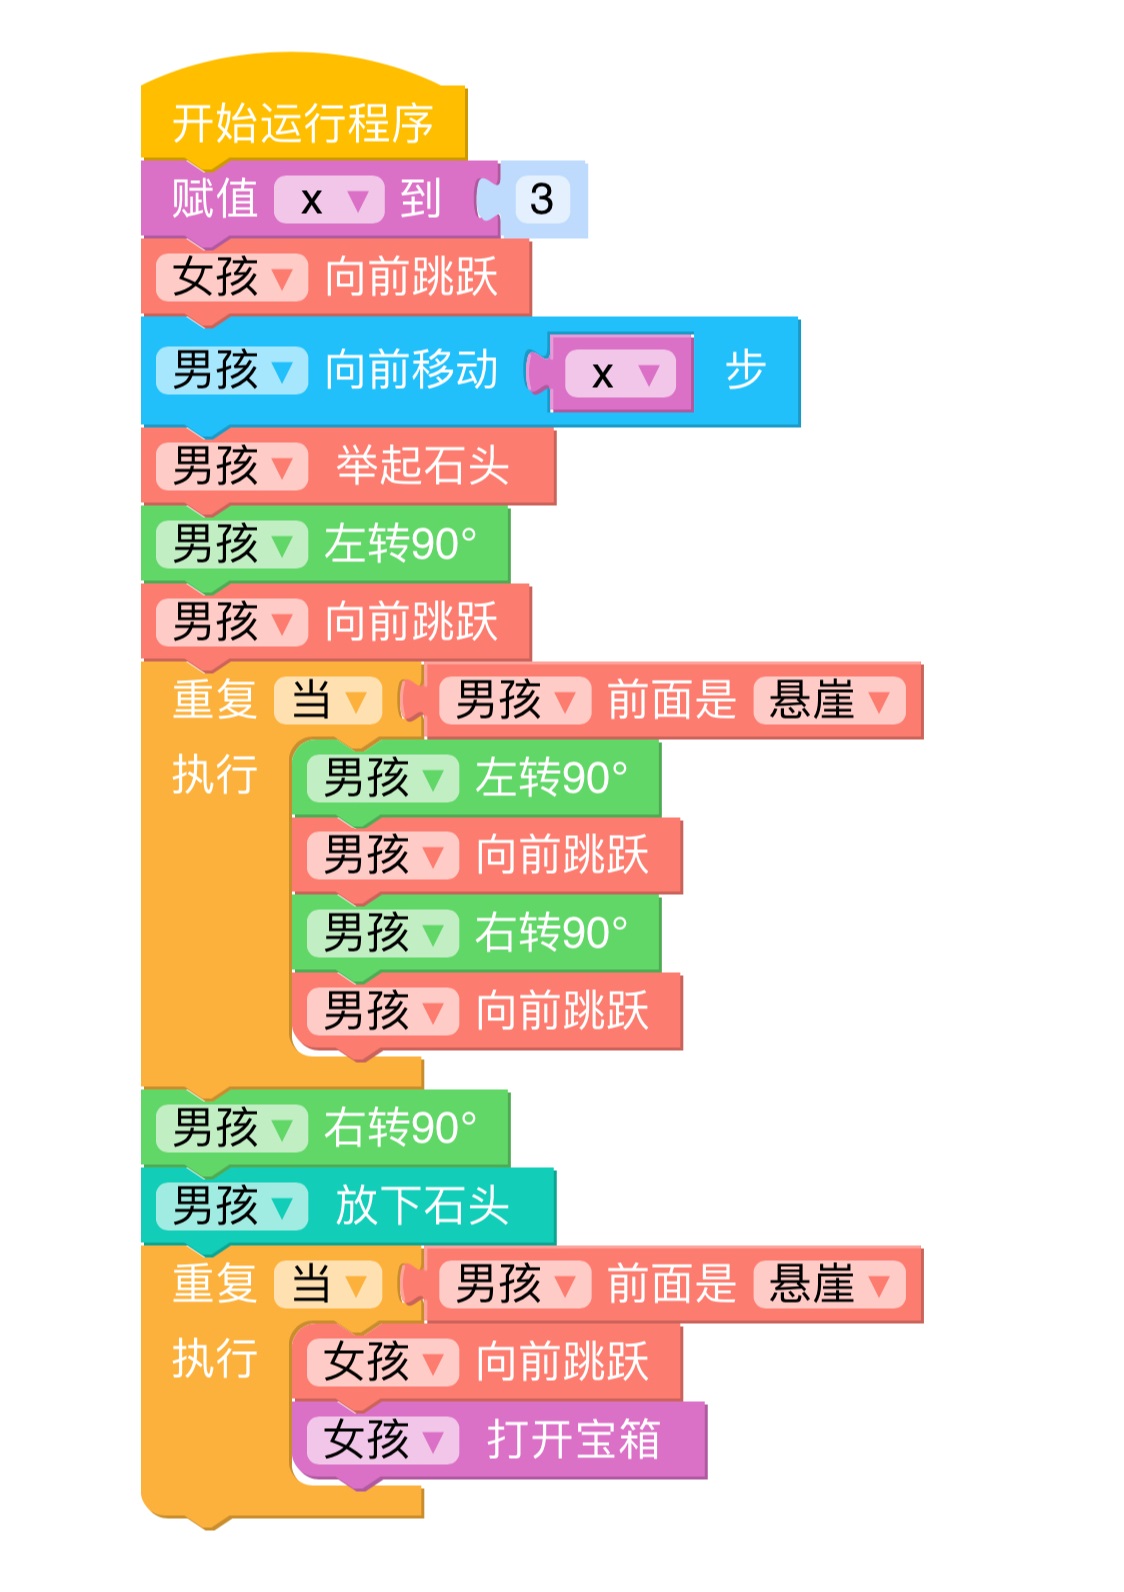 开始运行程序
赋值 x ▼ 到 3
女孩 ▼ 向前跳跃
男孩 ▼ 向前移动 x ▼ 步
男孩 ▼ 举起石头
男孩 ▼ 左转90°
男孩 ▼ 向前跳跃
重复 当 ▼ 男孩 ▼ 前面是 悬崖 ▼
执行 男孩 ▼ 左转90°
男孩 ▼ 向前跳跃
男孩 ▼ 右转90°
男孩 ▼ 向前跳跃
男孩 ▼ 右转90°
男孩 ▼ 放下石头
重复 当 ▼ 男孩 ▼ 前面是 悬崖 ▼
执行 女孩 ▼ 向前跳跃
女孩 ▼ 打开宝箱